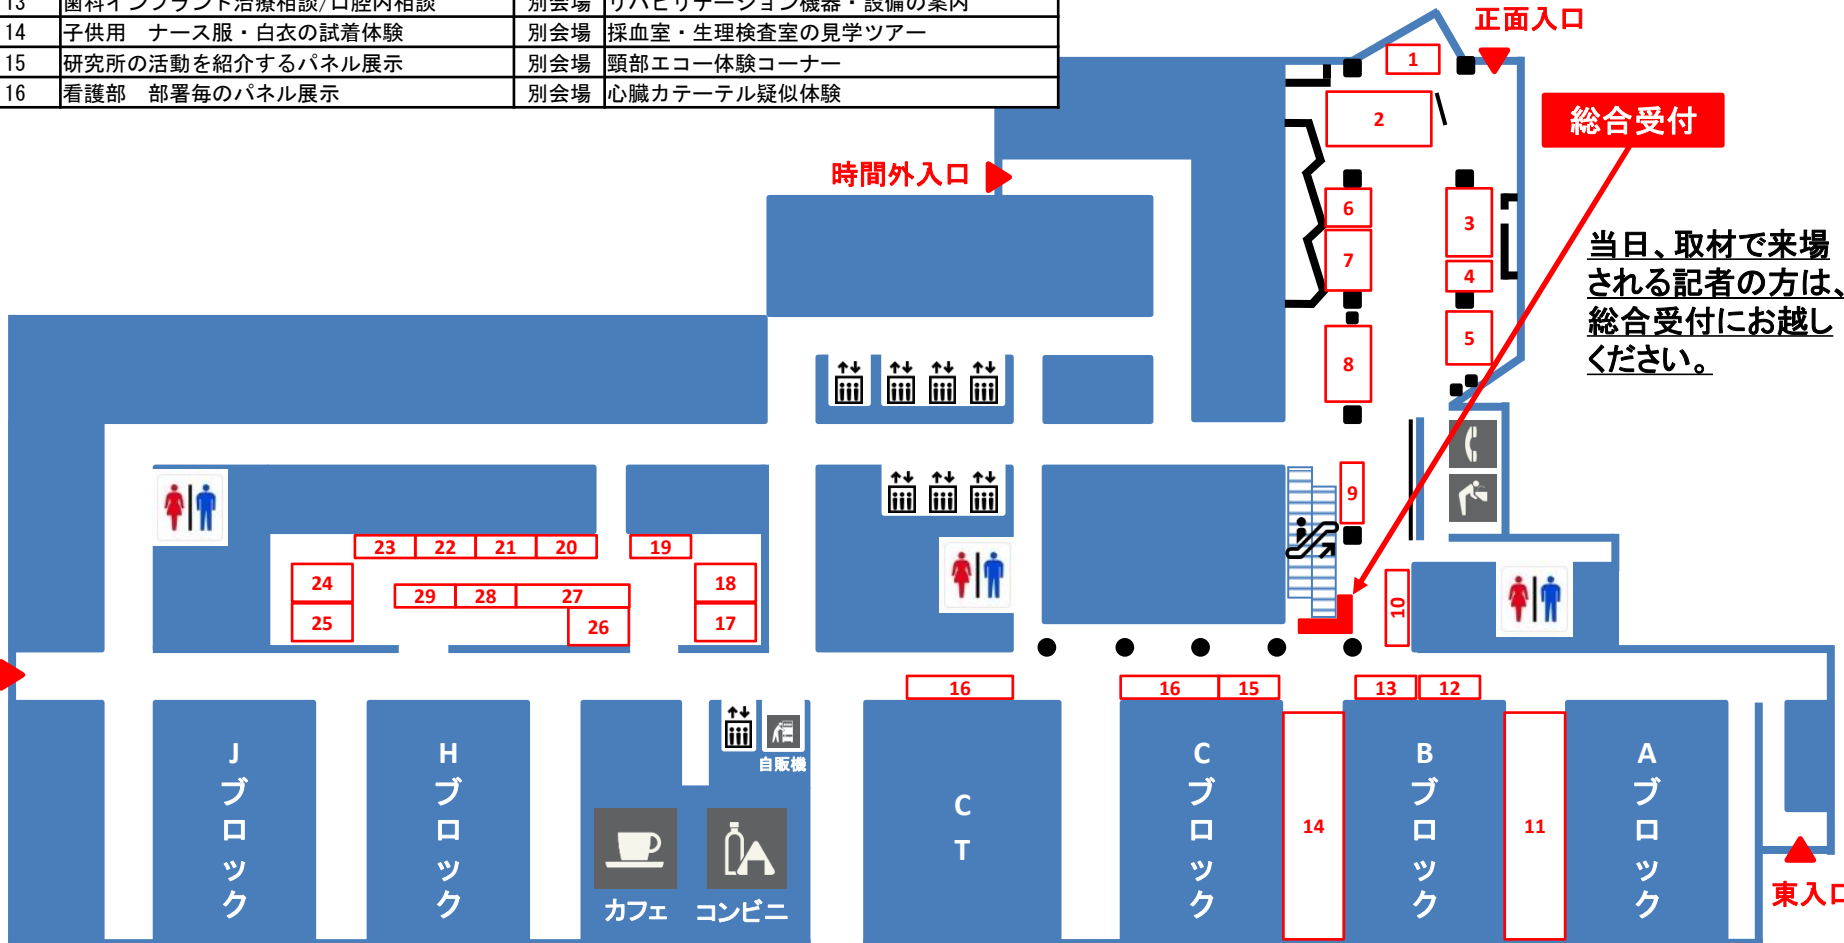 13 歯科インプラント治療相談/口腔内相談 別会場 リハビリテーション機器・設備の案内
14 子供用 ナース服・白衣の試着体験 別会場 採血室・生理検査室の見学ツアー
15 研究所の活動を紹介するパネル展示 別会場 頸部エコー体験コーナー
16 看護部 部署毎のパネル展示 別会場 心臓カテーテル疑似体験
正面入口
1
2
総合受付
時間外入口
6
3
7
4
当日、取材で来場
される記者の方は、
総合受付にお越し
ください。
5
8
9
23 22 21 20 19
24
18
29 28 27
10
25
26
17
16
16 15
13 12
自販機
J ブロック
H ブロック
カフェ
コンビニ
CT
C ブロック
14
B ブロック
11
A ブロック
東入口